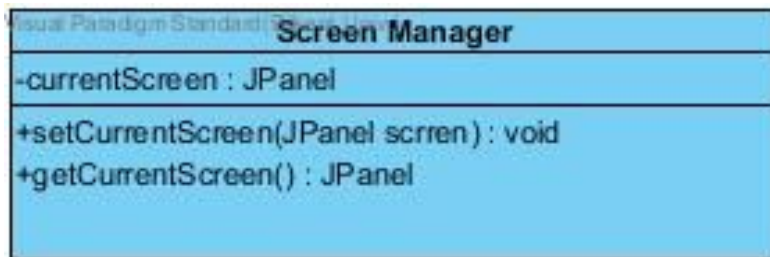 Visual Paradigm Standard
Screen Manager
-currentScreen : JPanel
+setCurrentScreen(JPanel scrren) : void
+getCurrentScreen() : JPanel